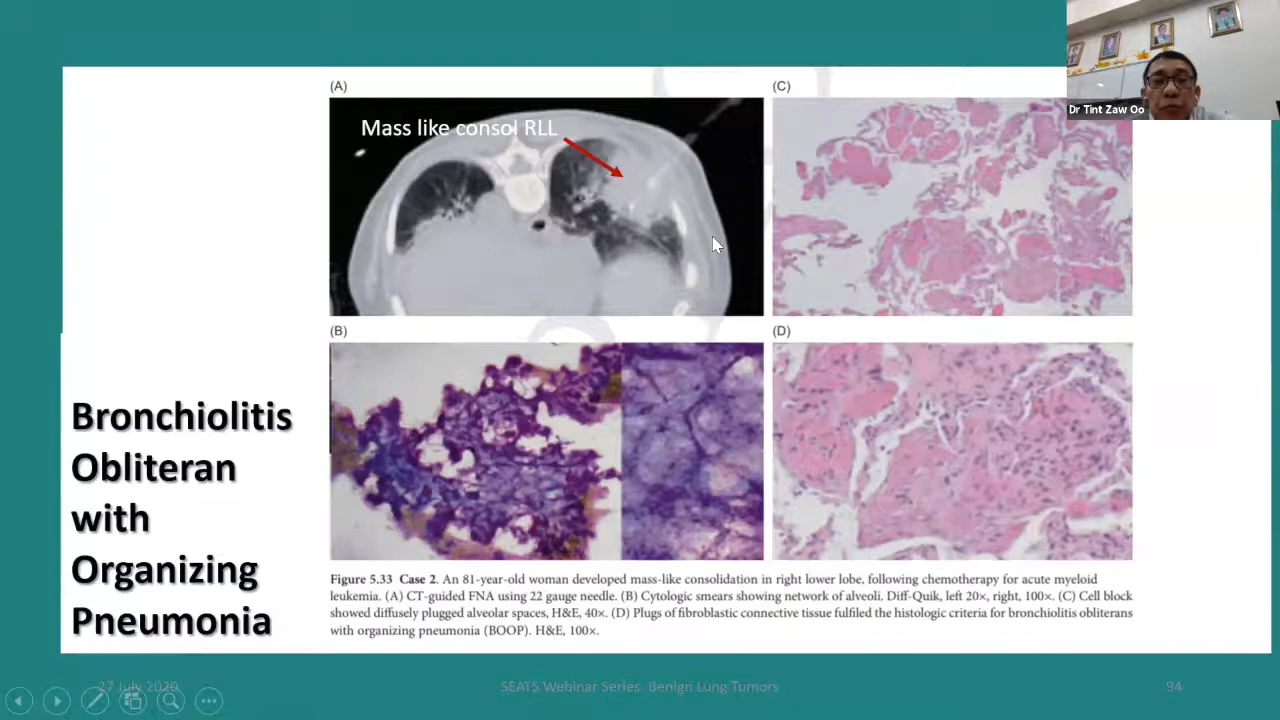 Dr Tint Zaw Oo
(A)
Mass like consol RLL
(C)
(B)
(D)
Bronchiolitis
Obliteran
with
Organizing
Pneumonia
Figure 5.33 Case 2. An 81-year-old woman developed mass-like consolidation in right lower lobe, following chemotherapy for acute myeloid
leukemia. (A) CT-guided FNA using 22 gauge needle. (B) Cytologic smears showing network of alveoli. Diff-Quik, left 20×, right, 100×. (C) Cell block
showed diffusely plugged alveolar spaces, H&E, 40×. (D) Plugs of fibroblastic connective tissue fulfiled the histologic criteria for bronchiolitis obliterans
with organizing pneumonia (BOOP). H&E, 100×.
27 July 2020
SEATS Webinar Series. Benign Lung Tumors
94